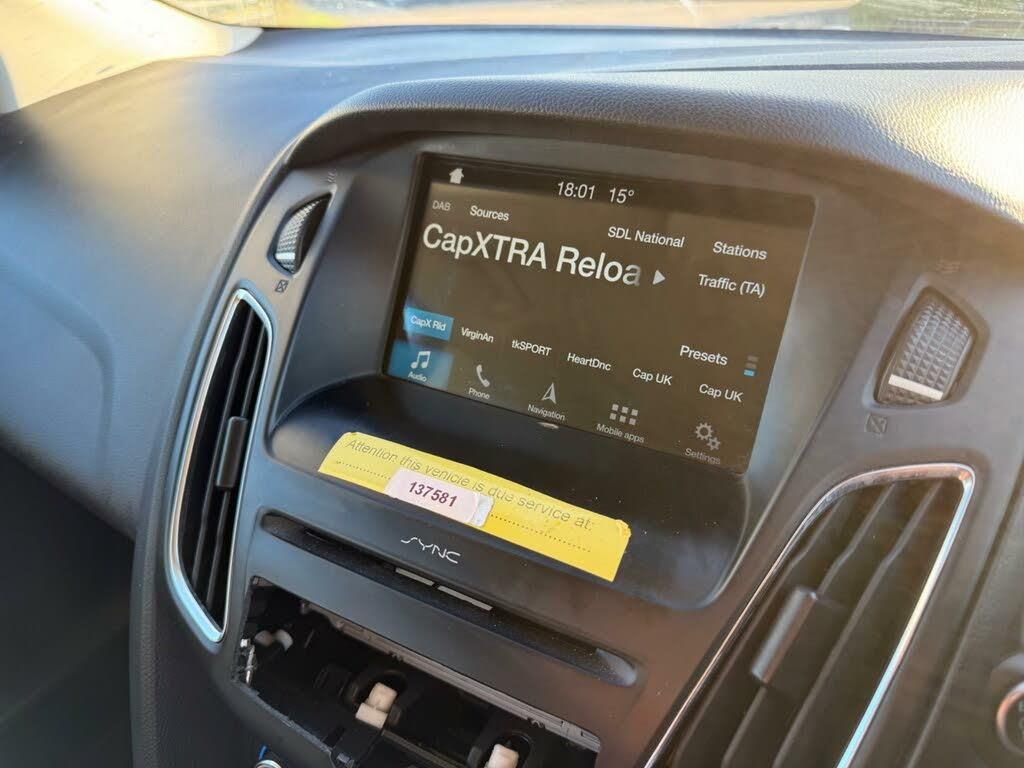 18:01 15°
DAB Sources SDL National Stations
CapXTRA Reloa
Traffic (TA)
CapX Rld VirginAn tkSPORT HeartDnc Cap UK Cap UK
Presets
Audio Phone Navigation Mobile apps Settings
Attention this vehicle is due service at:
137581
SYNC